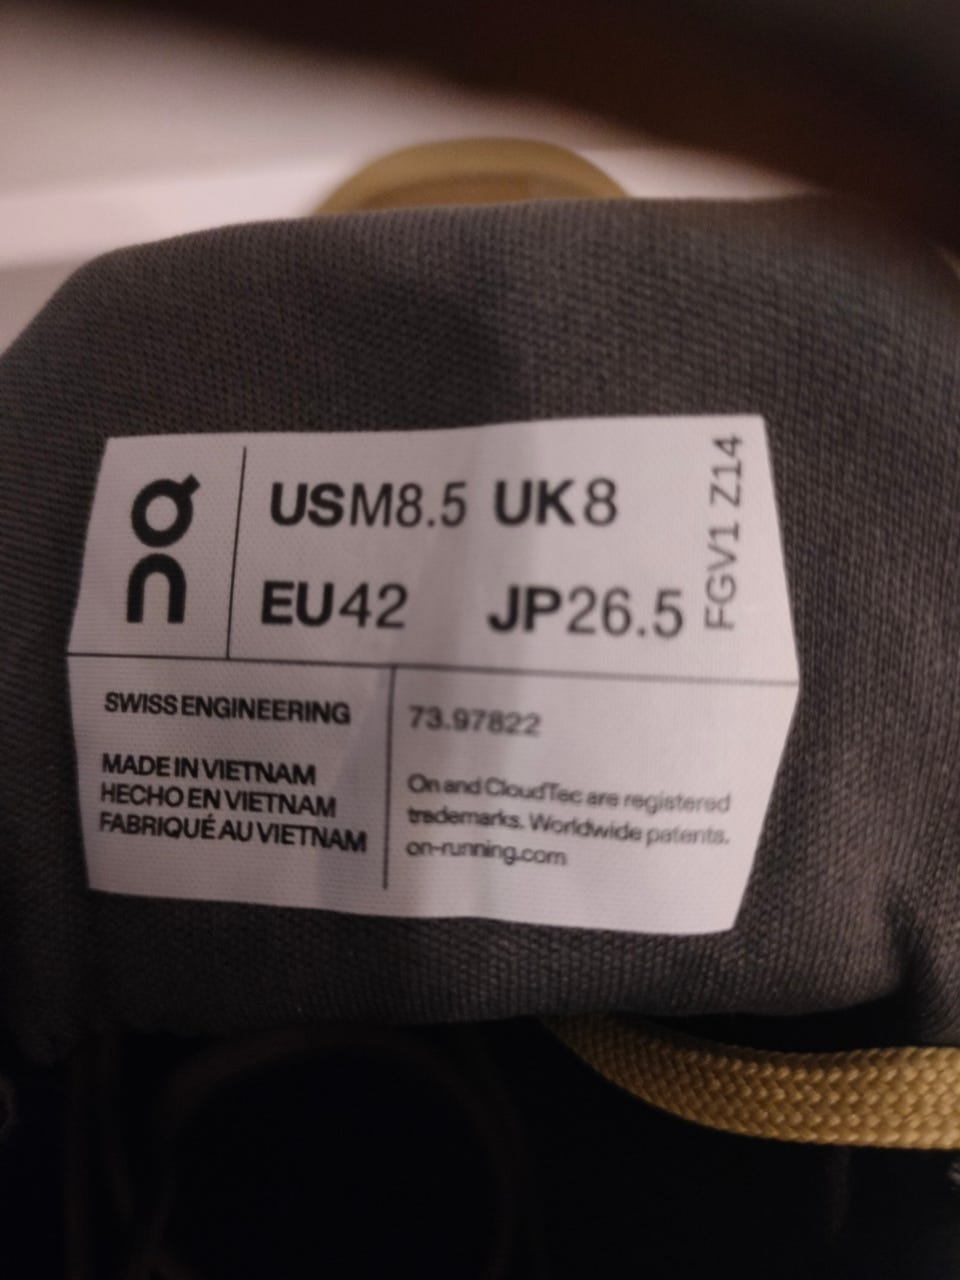 On
USM8.5 UK8
EU42 JP26.5
FGV1 Z14
SWISS ENGINEERING
MADE IN VIETNAM
HECHO EN VIETNAM
FABRIQUÉ AU VIETNAM
73.97822
On and CloudTec are registered
trademarks. Worldwide patents.
on-running.com